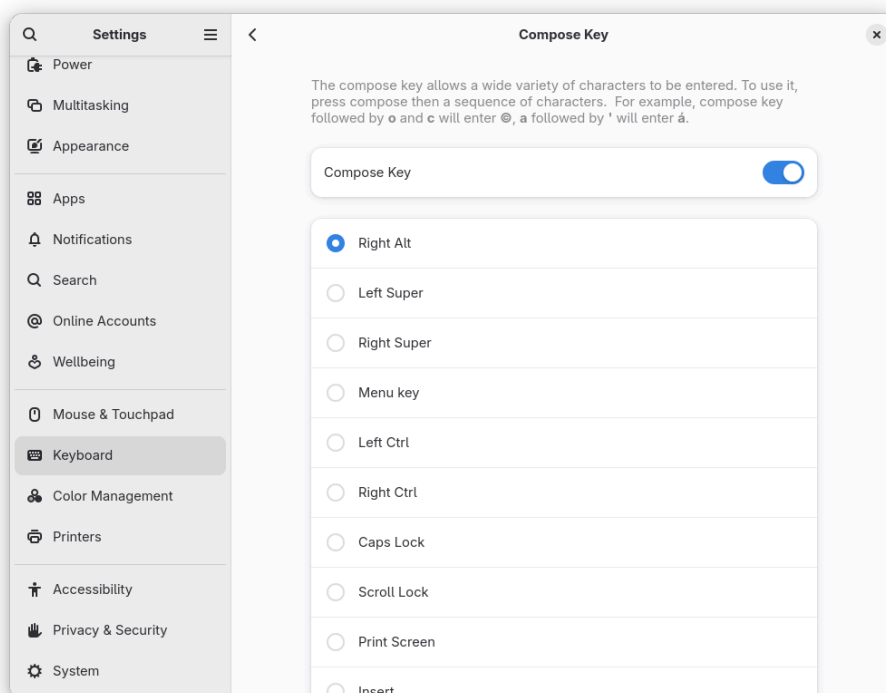 Settings
Power
Multitasking
Appearance
Apps
Notifications
Search
Online Accounts
Wellbeing
Mouse & Touchpad
Keyboard
Color Management
Printers
Accessibility
Privacy & Security
System
Compose Key
The compose key allows a wide variety of characters to be entered. To use it,
press compose then a sequence of characters.  For example, compose key
followed by o and c will enter ©, a followed by ' will enter á.
Compose Key
Right Alt
Left Super
Right Super
Menu key
Left Ctrl
Right Ctrl
Caps Lock
Scroll Lock
Print Screen
Insert